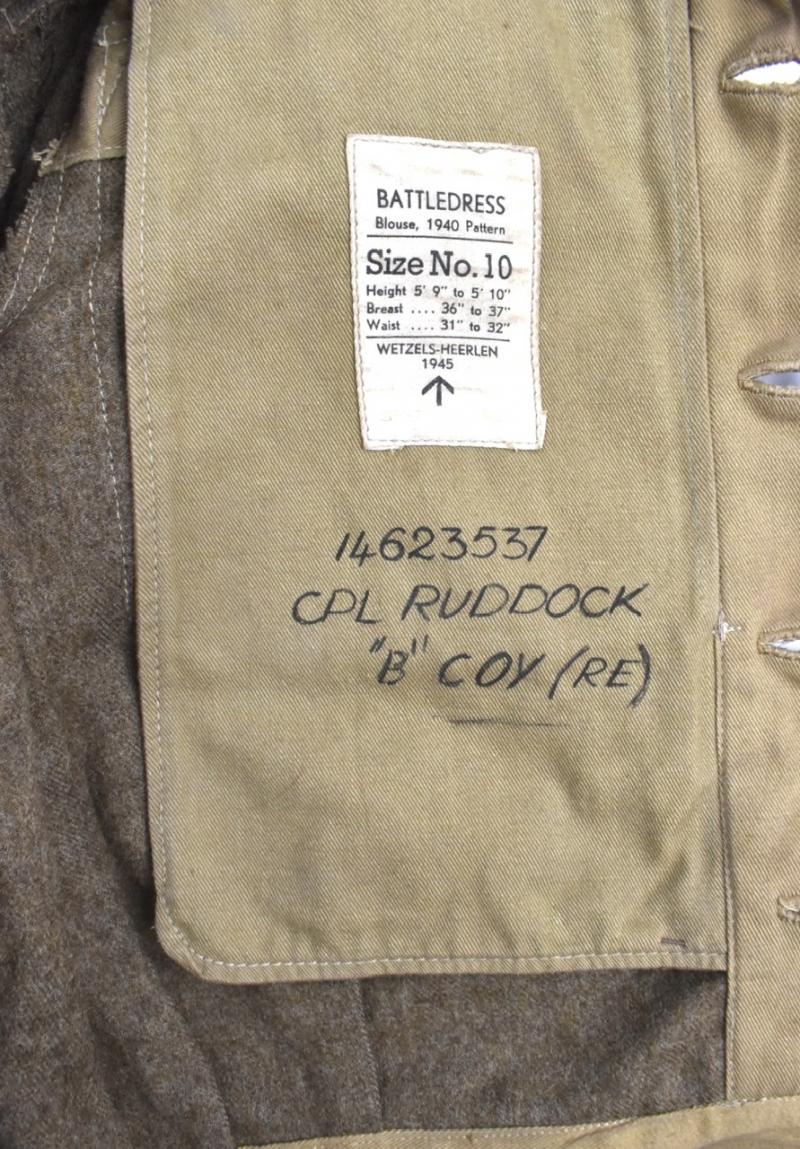 BATTLEDRESS
Blouse, 1940 Pattern
Size No. 10
Height 5' 9" to 5' 10"
Breast .... 36" to 37"
Waist .... 31" to 32"
WETZELS-HEERLEN
1945
14623537
CPL RUDDOCK
"B" COY (RE)